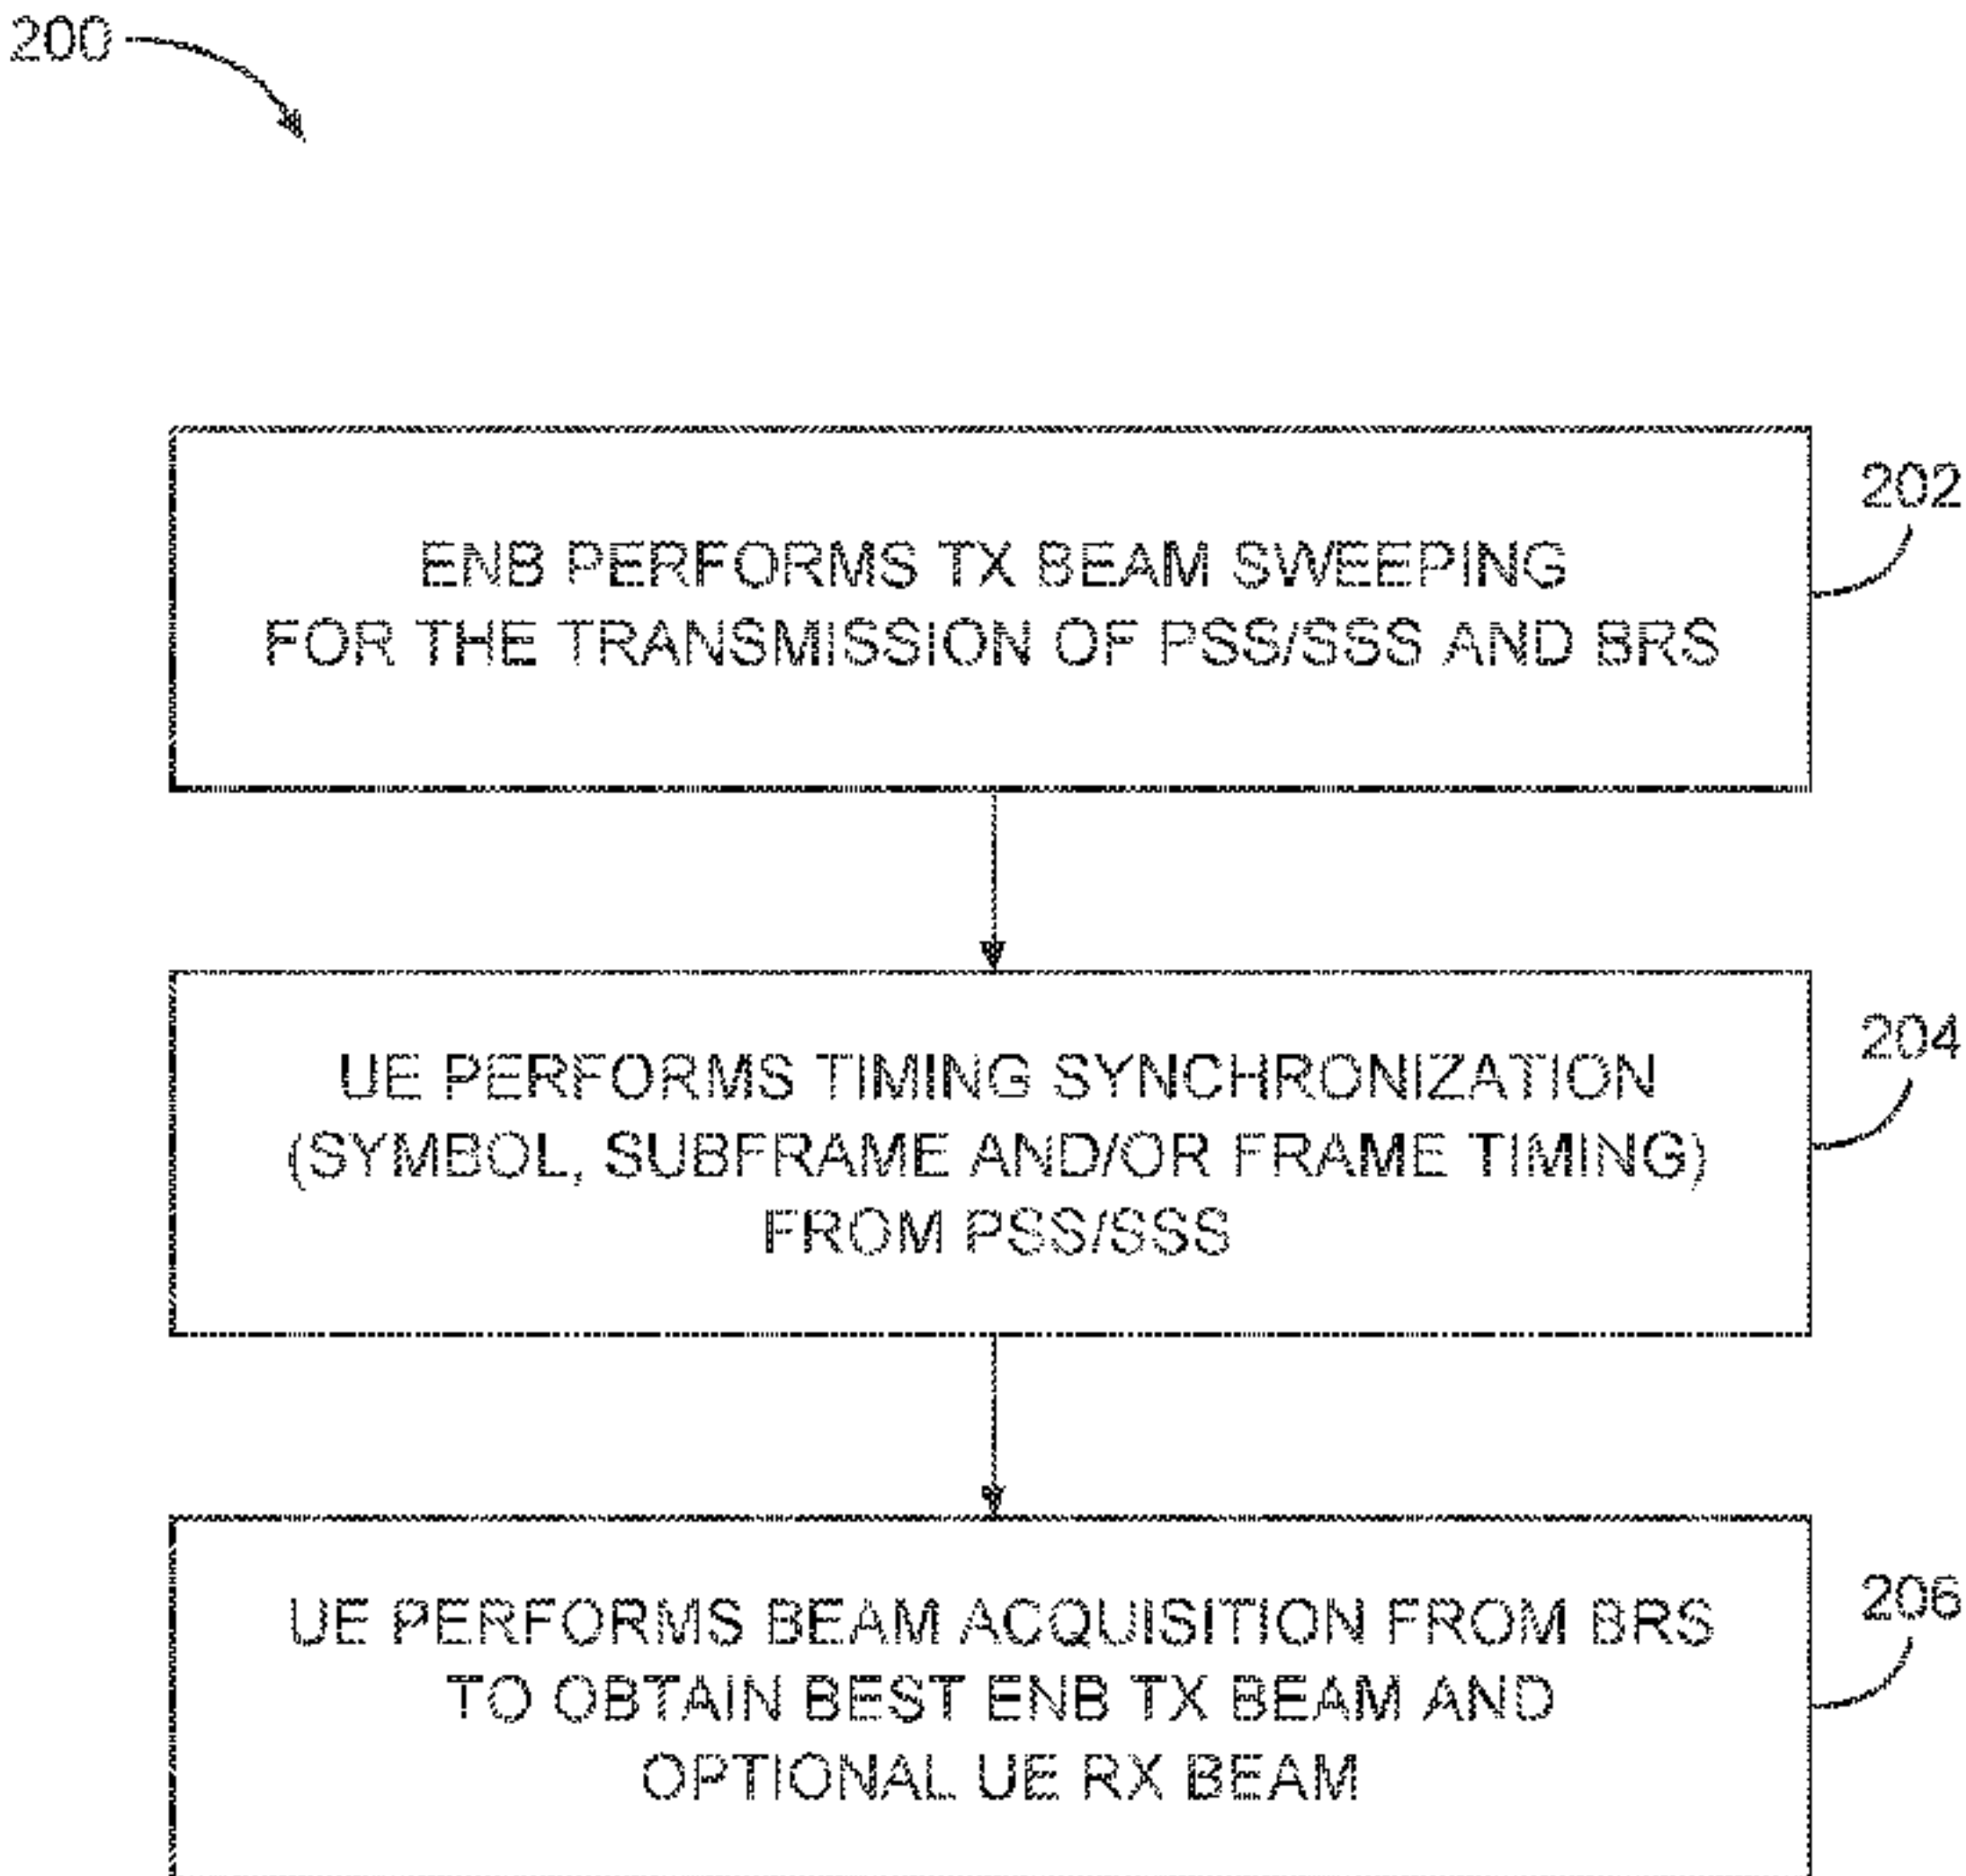 200
202
ENB PERFORMS TX BEAM SWEEPING
FOR THE TRANSMISSION OF PSS/SSS AND BRS
204
UE PERFORMS TIMING SYNCHRONIZATION
(SYMBOL, SUBFRAME AND/OR FRAME TIMING)
FROM PSS/SSS
206
UE PERFORMS BEAM ACQUISITION FROM BRS
TO OBTAIN BEST ENB TX BEAM AND
OPTIONAL UE RX BEAM